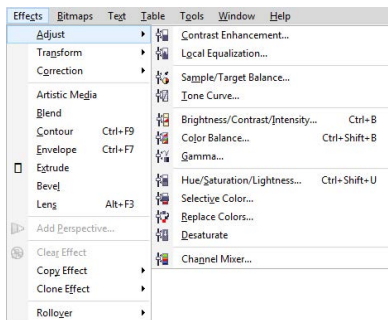 Effects Bitmaps Text Table Tools Window Help
Adjust
Transform
Correction
Artistic Media
Blend
Contour Ctrl+F9
Envelope Ctrl+F7
Extrude
Bevel
Lens Alt+F3
Add Perspective...
Clear Effect
Copy Effect
Clone Effect
Rollover
Contrast Enhancement...
Local Equalization...
Sample/Target Balance...
Tone Curve...
Brightness/Contrast/Intensity... Ctrl+B
Color Balance... Ctrl+Shift+B
Gamma...
Hue/Saturation/Lightness... Ctrl+Shift+U
Selective Color...
Replace Colors...
Desaturate
Channel Mixer...